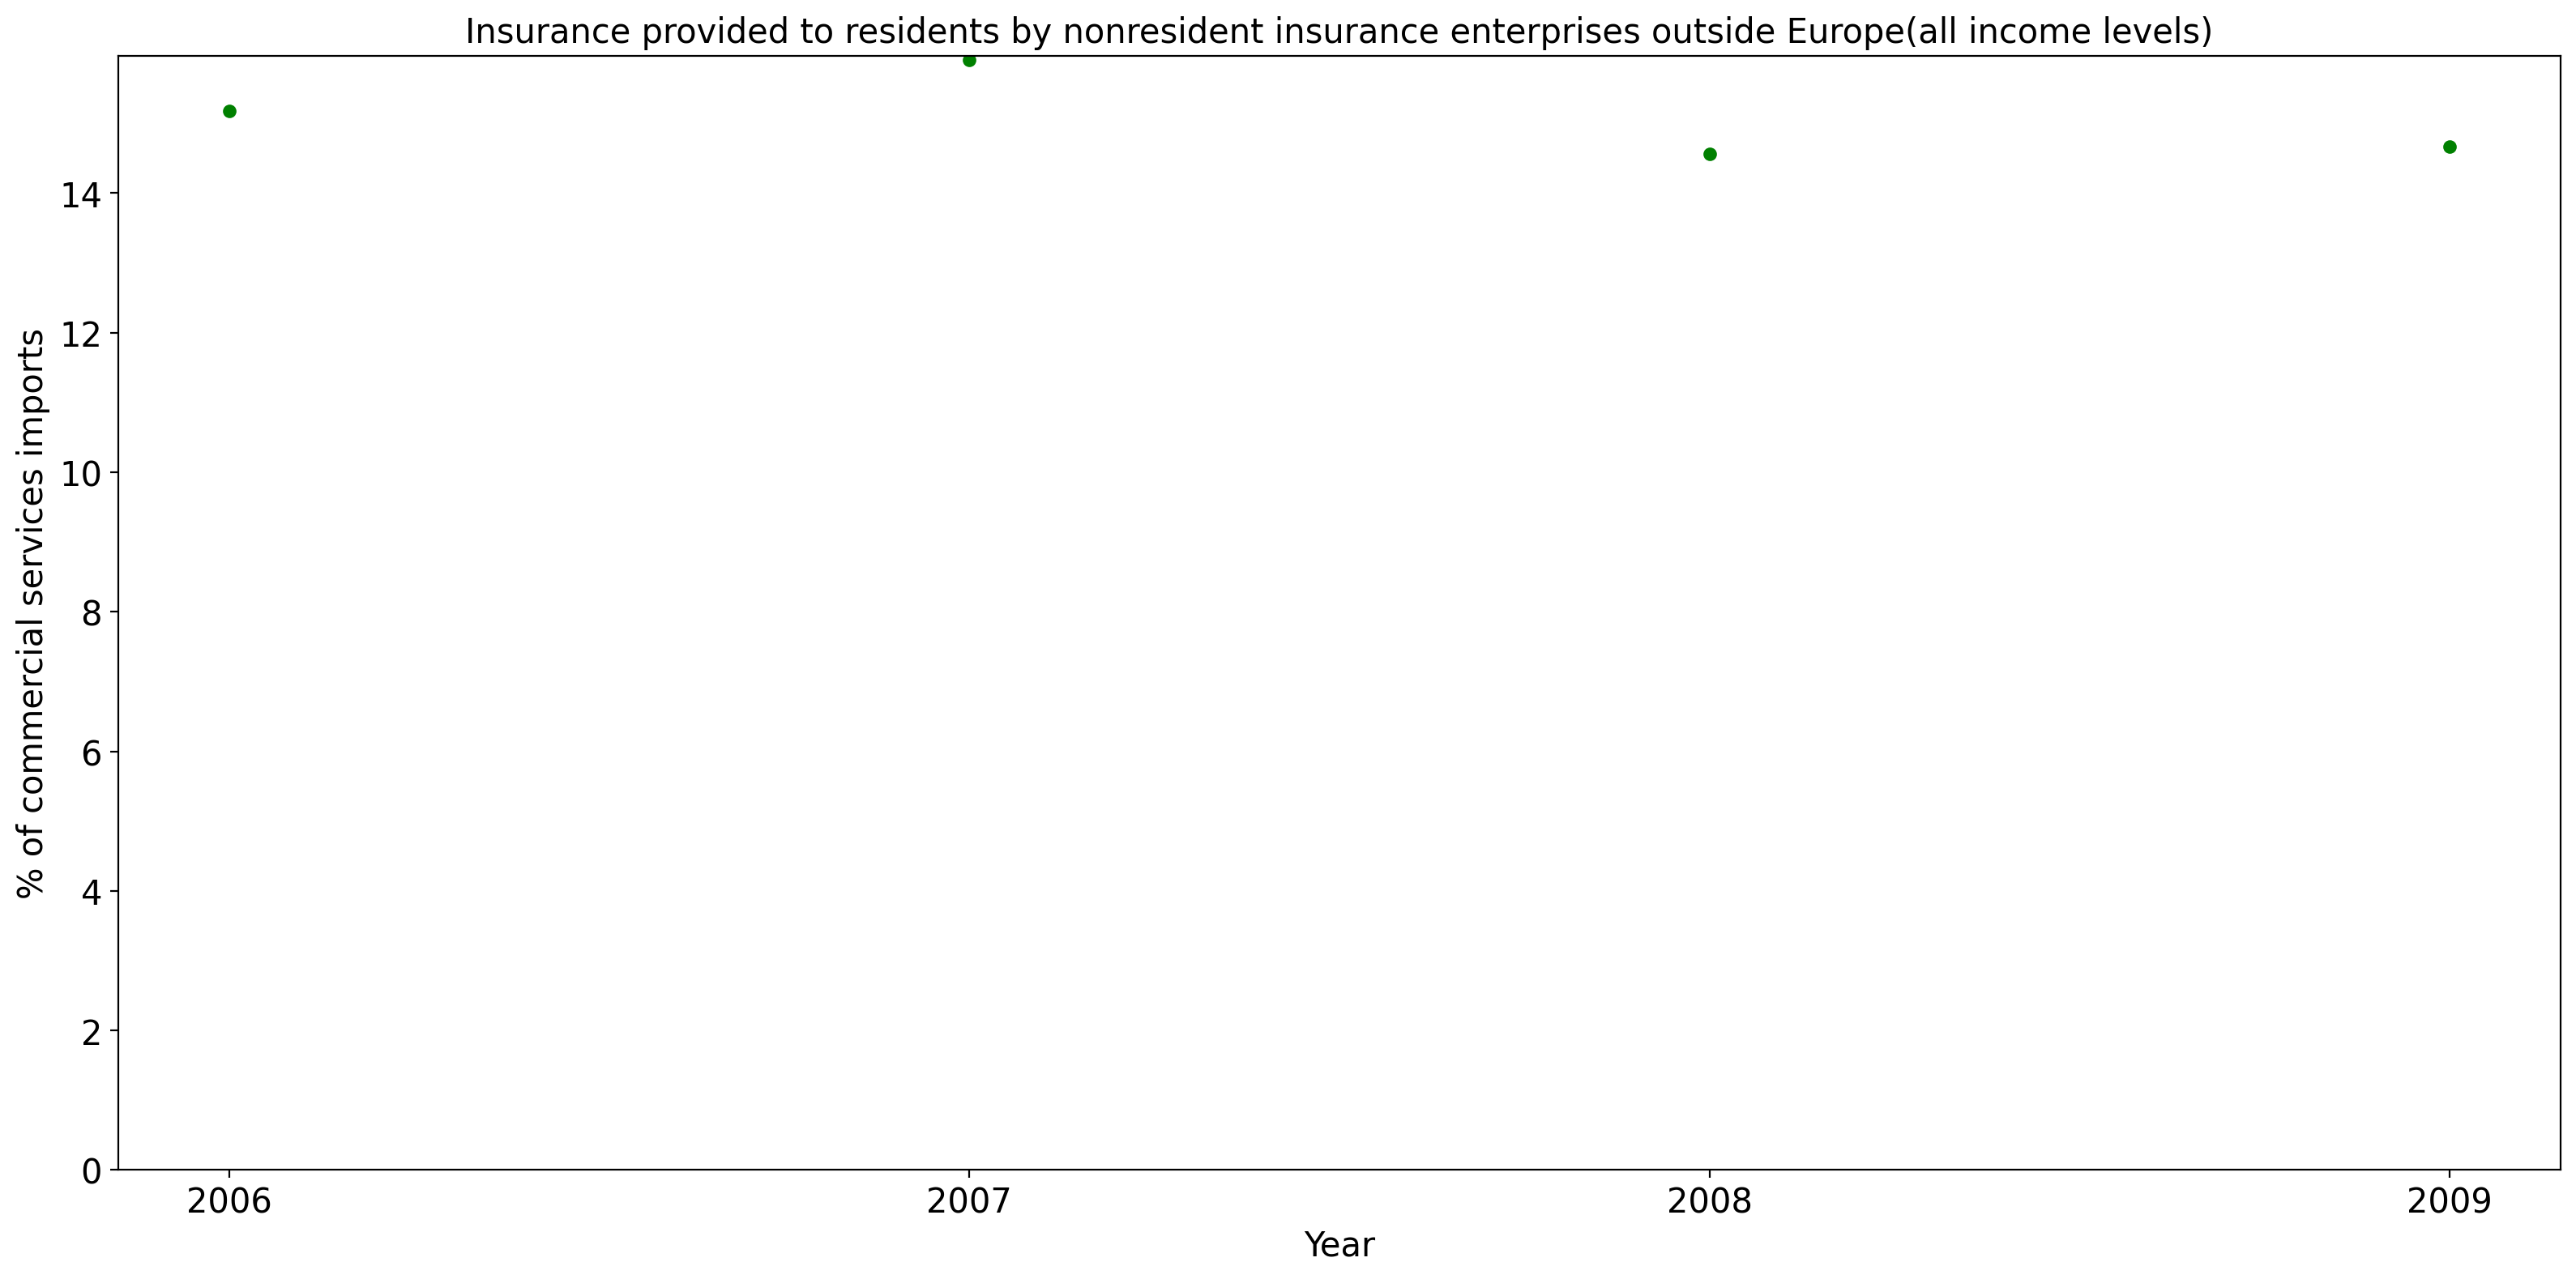 Insurance provided to residents by nonresident insurance enterprises outside Europe(all income levels)
% of commercial services imports
14
12
10
8
6
4
2
0
2006 2007 2008 2009
Year